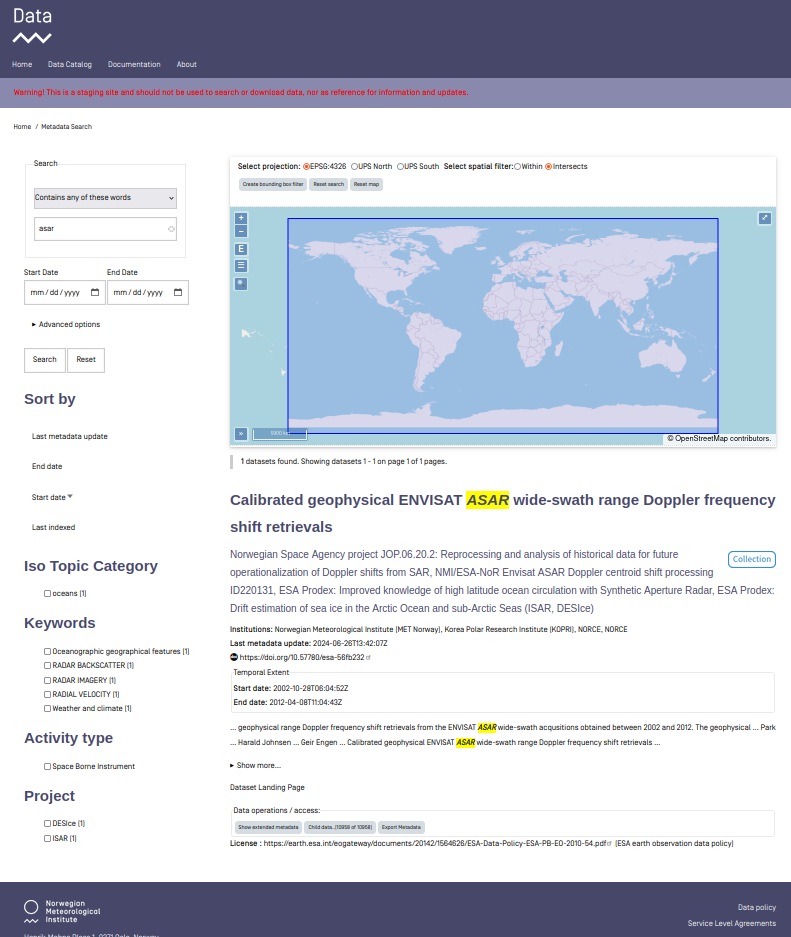 Data
Home Data Catalog Documentation About
Warning! This is a staging site and should not be used to search or download data, nor as reference for information and updates.
Home / Metadata Search
Search
Contains any of these words
asar
Start Date End Date
mm/dd/yyyy mm/dd/yyyy
Advanced options
Search Reset
Sort by
Last metadata update
End date
Start date
Last indexed
Iso Topic Category
oceans (1)
Keywords
Oceanographic geographical features (1)
RADAR BACKSCATTER (1)
RADAR IMAGERY (1)
RADIAL VELOCITY (1)
Weather and climate (1)
Activity type
Space Borne Instrument
Project
DESIce (1)
ISAR (1)
Select projection: EPSG:4326 UPS North UPS South Select spatial filter: Within Intersects
Create bounding box filter Reset search Reset map
+
−
E
»
© OpenStreetMap contributors.
1 datasets found. Showing datasets 1 - 1 on page 1 of 1 pages.
Calibrated geophysical ENVISAT ASAR wide-swath range Doppler frequency
shift retrievals
Collection
Norwegian Space Agency project JOP.06.20.2: Reprocessing and analysis of historical data for future
operationalization of Doppler shifts from SAR, NMI/ESA-NoR Envisat ASAR Doppler centroid shift processing
ID220131, ESA Prodex: Improved knowledge of high latitude ocean circulation with Synthetic Aperture Radar, ESA Prodex:
Drift estimation of sea ice in the Arctic Ocean and sub-Arctic Seas (ISAR, DESIce)
Institutions: Norwegian Meteorological Institute (MET Norway), Korea Polar Research Institute (KOPRI), NORCE, NORCE
Last metadata update: 2024-06-26T13:42:07Z
https://doi.org/10.57780/esa-56fb232
Temporal Extent
Start date: 2002-10-28T06:04:52Z
End date: 2012-04-08T11:04:43Z
... geophysical range Doppler frequency shift retrievals from the ENVISAT ASAR wide-swath acqusitions obtained between 2002 and 2012. The geophysical ... Park
... Harald Johnsen ... Geir Engen ... Calibrated geophysical ENVISAT ASAR wide-swath range Doppler frequency shift retrievals ...
Show more...
Dataset Landing Page
Data operations / access:
Show extended metadata Child data..[10958 of 10958] Export Metadata
License : https://earth.esa.int/eogateway/documents/20142/1564626/ESA-Data-Policy-ESA-PB-EO-2010-54.pdf (ESA earth observation data policy)
Norwegian
Meteorological
Institute
Data policy
Service Level Agreements